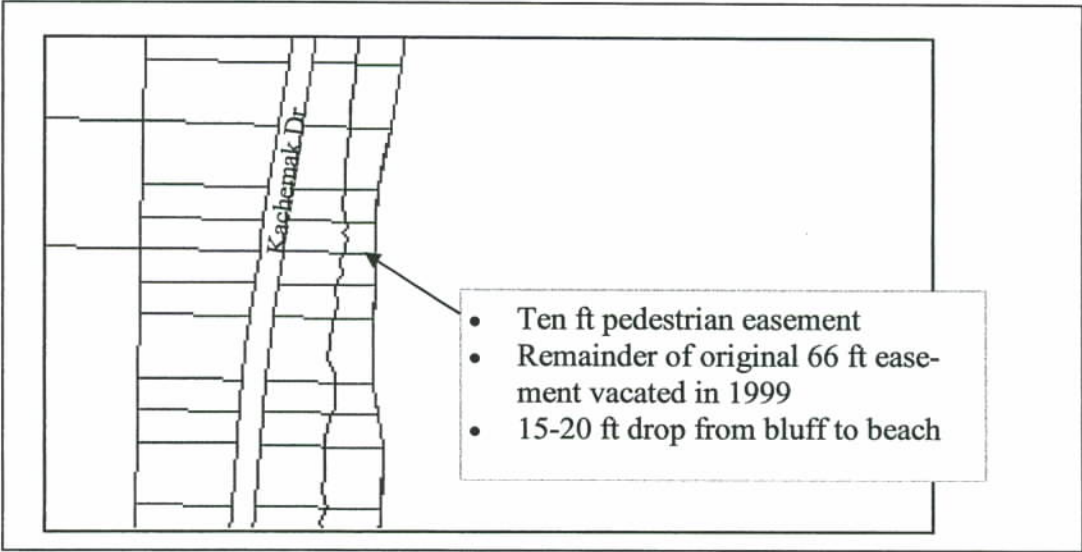 Kachemak Dr
• Ten ft pedestrian easement
• Remainder of original 66 ft ease-
ment vacated in 1999
• 15-20 ft drop from bluff to beach